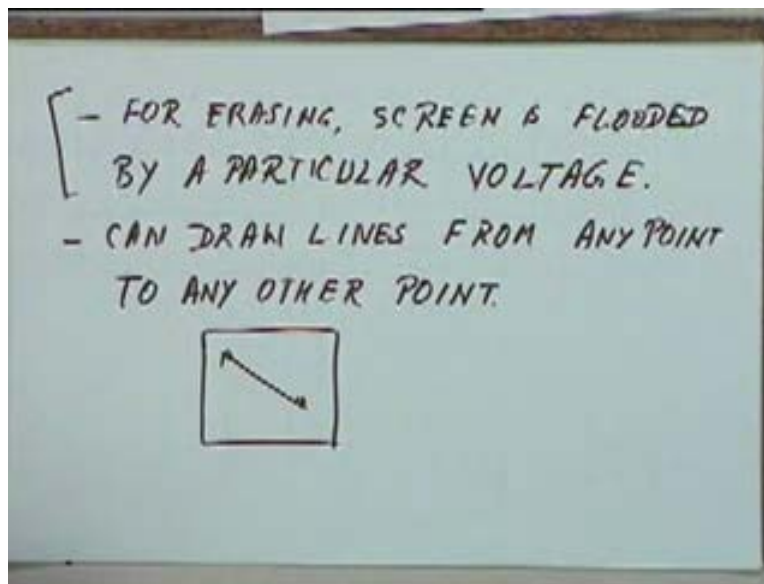 - FOR ERASING, SCREEN IS FLOODED
BY A PARTICULAR VOLTAGE.
- CAN DRAW LINES FROM ANY POINT
TO ANY OTHER POINT.